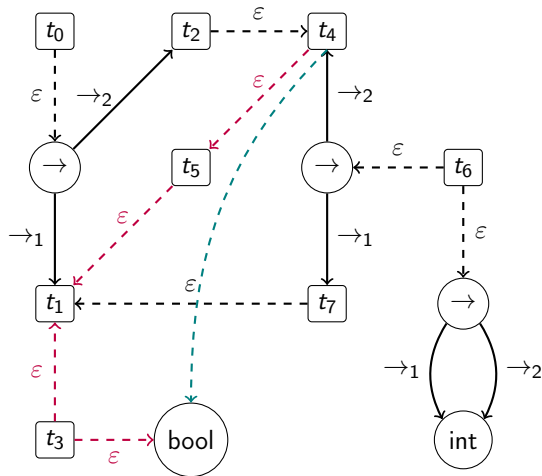 t₀ t₂ ε t₄
ε →₂ →₂ ε
→ t₅ → ε t₆
→₁ ε →₁ ε
t₁ ε t₇ →
ε →₁ →₂
t₃ ε bool int